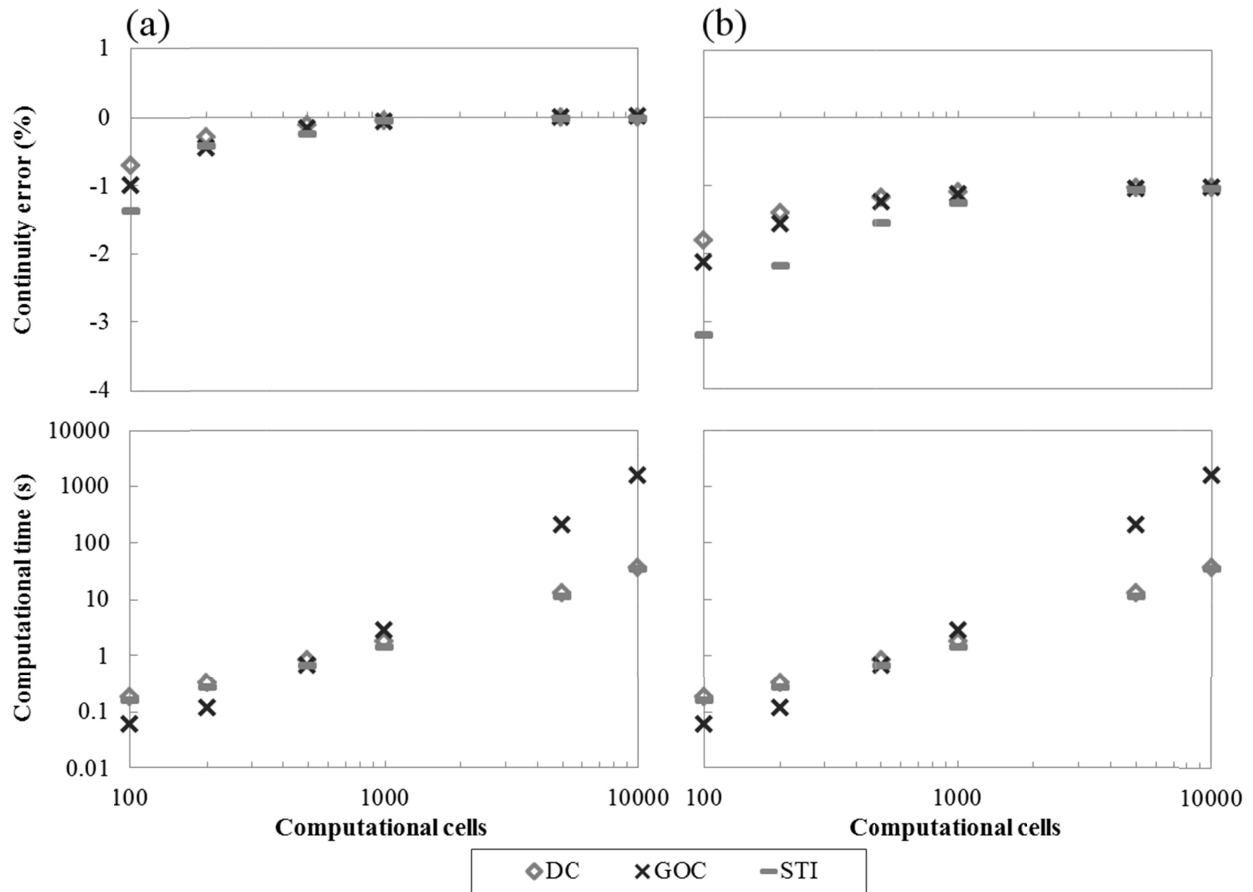 (a)
(b)
Continuity error (%)
1
0
-1
-2
-3
-4
Computational time (s)
10000
1000
100
10
1
0.1
0.01
100
1000
10000
100
1000
10000
Computational cells
Computational cells
DC
GOC
STI